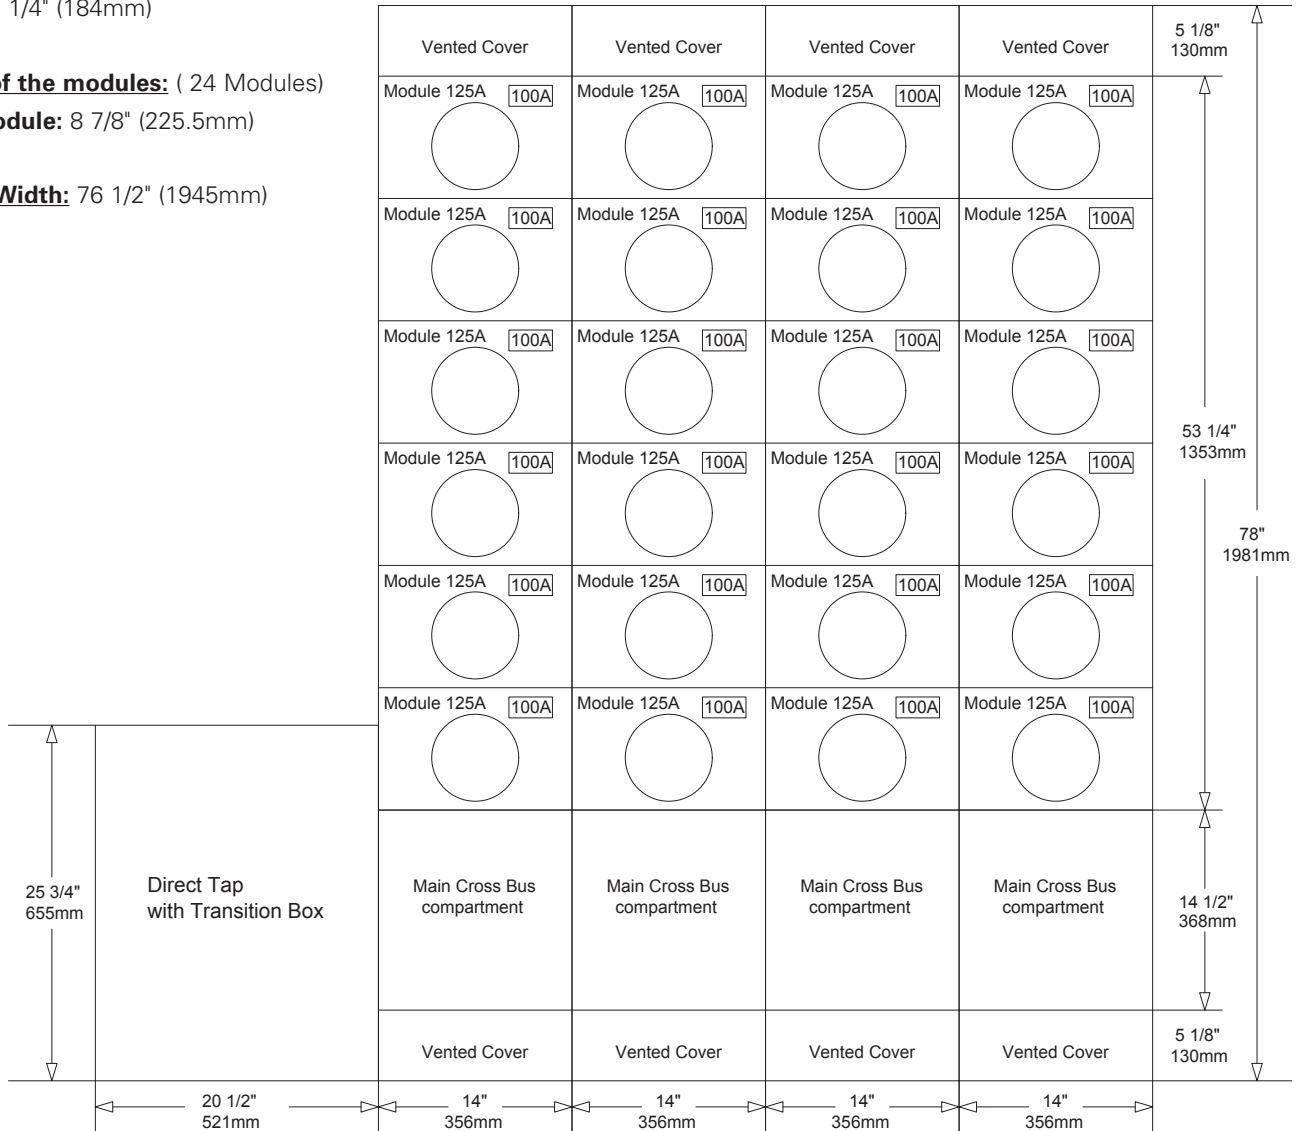 1/4" (184mm)
of the modules: ( 24 Modules)
odule: 8 7/8" (225.5mm)
Width: 76 1/2" (1945mm)
Vented Cover Vented Cover Vented Cover Vented Cover
5 1/8"
130mm
Module 125A 100A Module 125A 100A Module 125A 100A Module 125A 100A
Module 125A 100A Module 125A 100A Module 125A 100A Module 125A 100A
Module 125A 100A Module 125A 100A Module 125A 100A Module 125A 100A
53 1/4"
1353mm
Module 125A 100A Module 125A 100A Module 125A 100A Module 125A 100A
78"
1981mm
Module 125A 100A Module 125A 100A Module 125A 100A Module 125A 100A
Module 125A 100A Module 125A 100A Module 125A 100A Module 125A 100A
25 3/4"
655mm
Direct Tap
with Transition Box
Main Cross Bus
compartment
Main Cross Bus
compartment
Main Cross Bus
compartment
Main Cross Bus
compartment
14 1/2"
368mm
Vented Cover Vented Cover Vented Cover Vented Cover
5 1/8"
130mm
20 1/2"
521mm
14"
356mm
14"
356mm
14"
356mm
14"
356mm